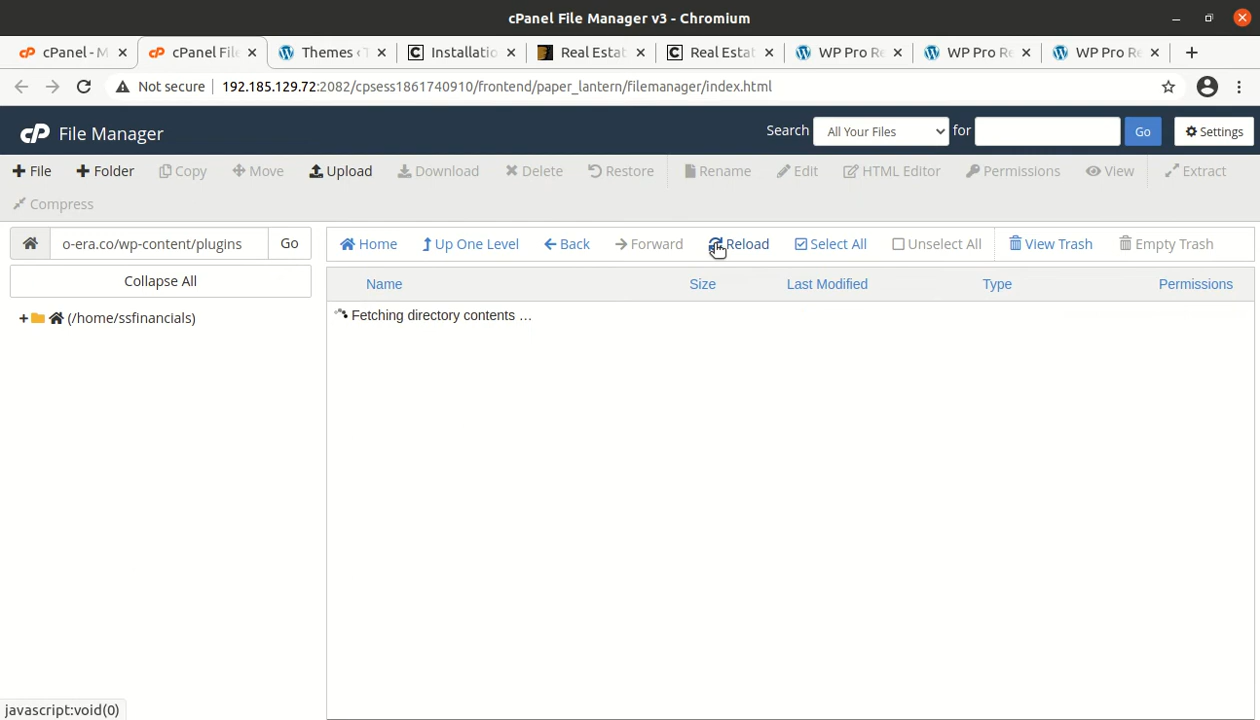 cPanel File Manager v3 - Chromium
cPanel - M
cPanel File
Themes ‹ T
Installatio
Real Estat
Real Estat
WP Pro Re
WP Pro Re
WP Pro Re
Not secure
192.185.129.72:2082/cpsess1861740910/frontend/paper_lantern/filemanager/index.html
cP File Manager
Search All Your Files for Go Settings
File Folder Copy Move Upload Download Delete Restore Rename Edit HTML Editor Permissions View Extract
Compress
o-era.co/wp-content/plugins Go
Home Up One Level Back Forward Reload Select All Unselect All View Trash Empty Trash
Collapse All
Name Size Last Modified Type Permissions
+ (/home/ssfinancials)
Fetching directory contents …
javascript:void(0)